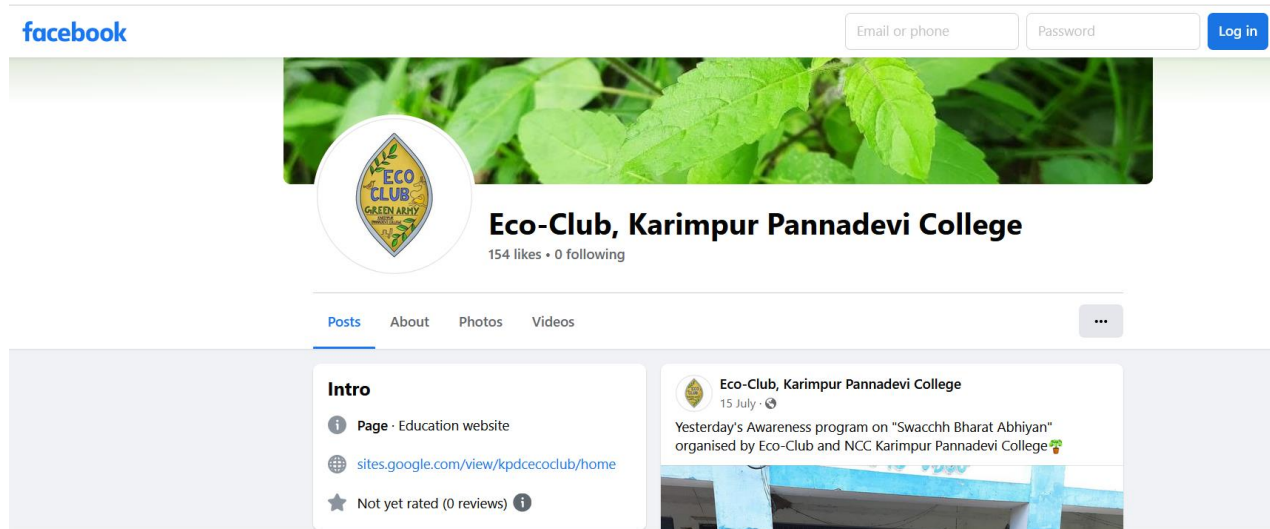 facebook
Email or phone
Password
Log in
ECO
CLUB
GREEN ARMY
Eco-Club, Karimpur Pannadevi College
154 likes • 0 following
Posts
About
Photos
Videos
Intro
Page · Education website
sites.google.com/view/kpdcecoclub/home
Not yet rated (0 reviews)
Eco-Club, Karimpur Pannadevi College
15 July ·
Yesterday's Awareness program on "Swacchh Bharat Abhiyan"
organised by Eco-Club and NCC Karimpur Pannadevi College